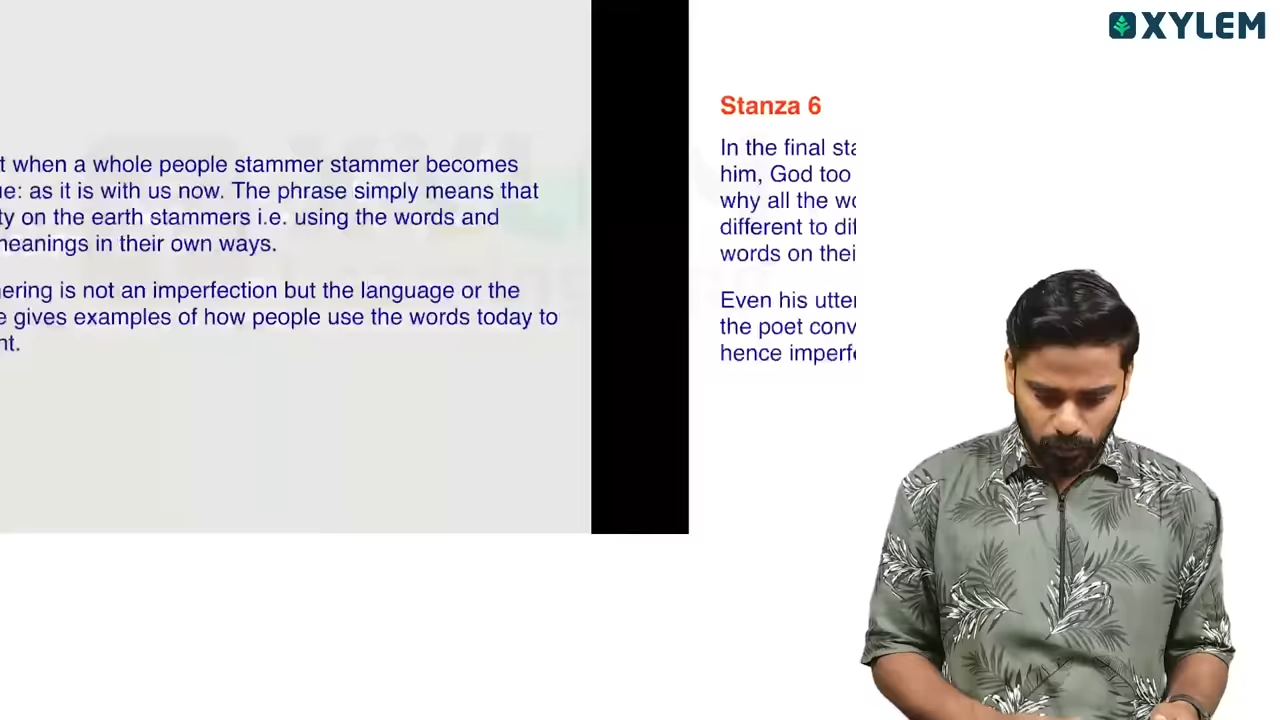 XYLEM
t when a whole people stammer stammer becomes
e: as it is with us now. The phrase simply means that
ty on the earth stammers i.e. using the words and
meanings in their own ways.
ering is not an imperfection but the language or the
e gives examples of how people use the words today to
nt.
Stanza 6
In the final sta
him, God too
why all the wo
different to dif
words on thei
Even his utter
the poet conv
hence imperfe